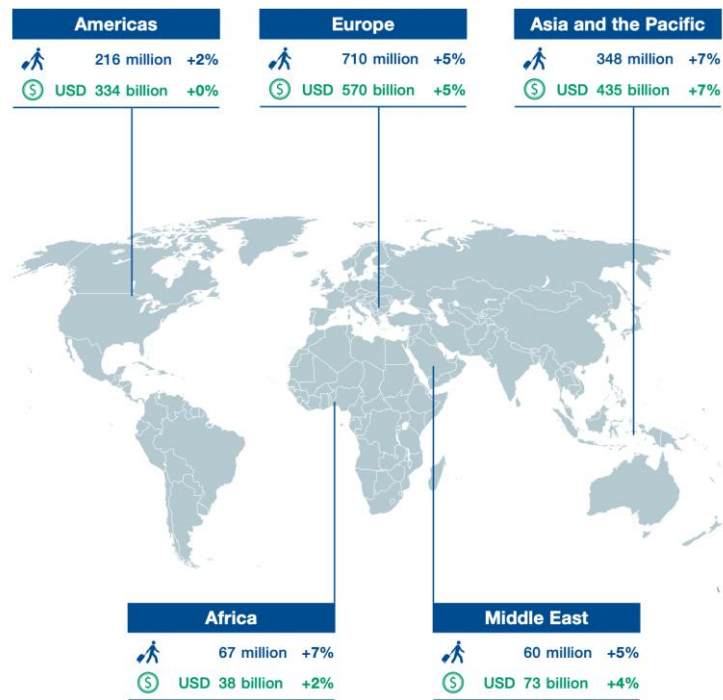 Americas
216 million +2%
USD 334 billion +0%
Europe
710 million +5%
USD 570 billion +5%
Asia and the Pacific
348 million +7%
USD 435 billion +7%
Africa
67 million +7%
USD 38 billion +2%
Middle East
60 million +5%
USD 73 billion +4%